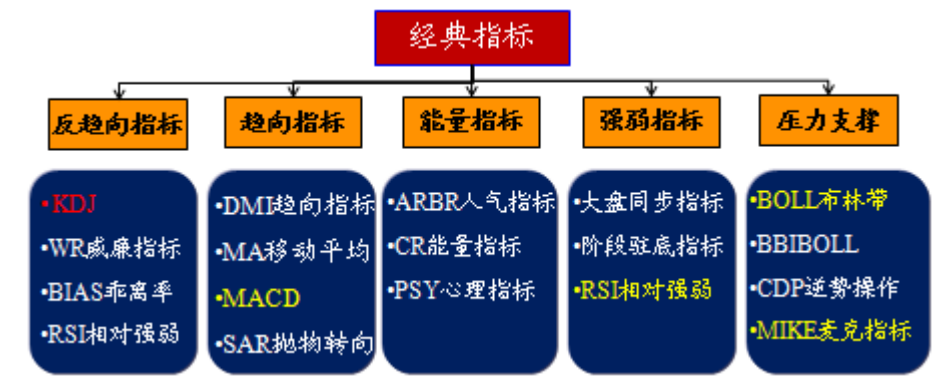 经典指标
反趋向指标
趋向指标
能量指标
强弱指标
压力支撑
•KDJ
•WR威廉指标
•BIAS乖离率
•RSI相对强弱
•DMI趋向指标
•MA移动平均
•MACD
•SAR抛物转向
•ARBR人气指标
•CR能量指标
•PSY心理指标
•大盘同步指标
•阶段驻底指标
•RSI相对强弱
•BOLL布林带
•BBIBOLL
•CDP逆势操作
•MIKE麦克指标